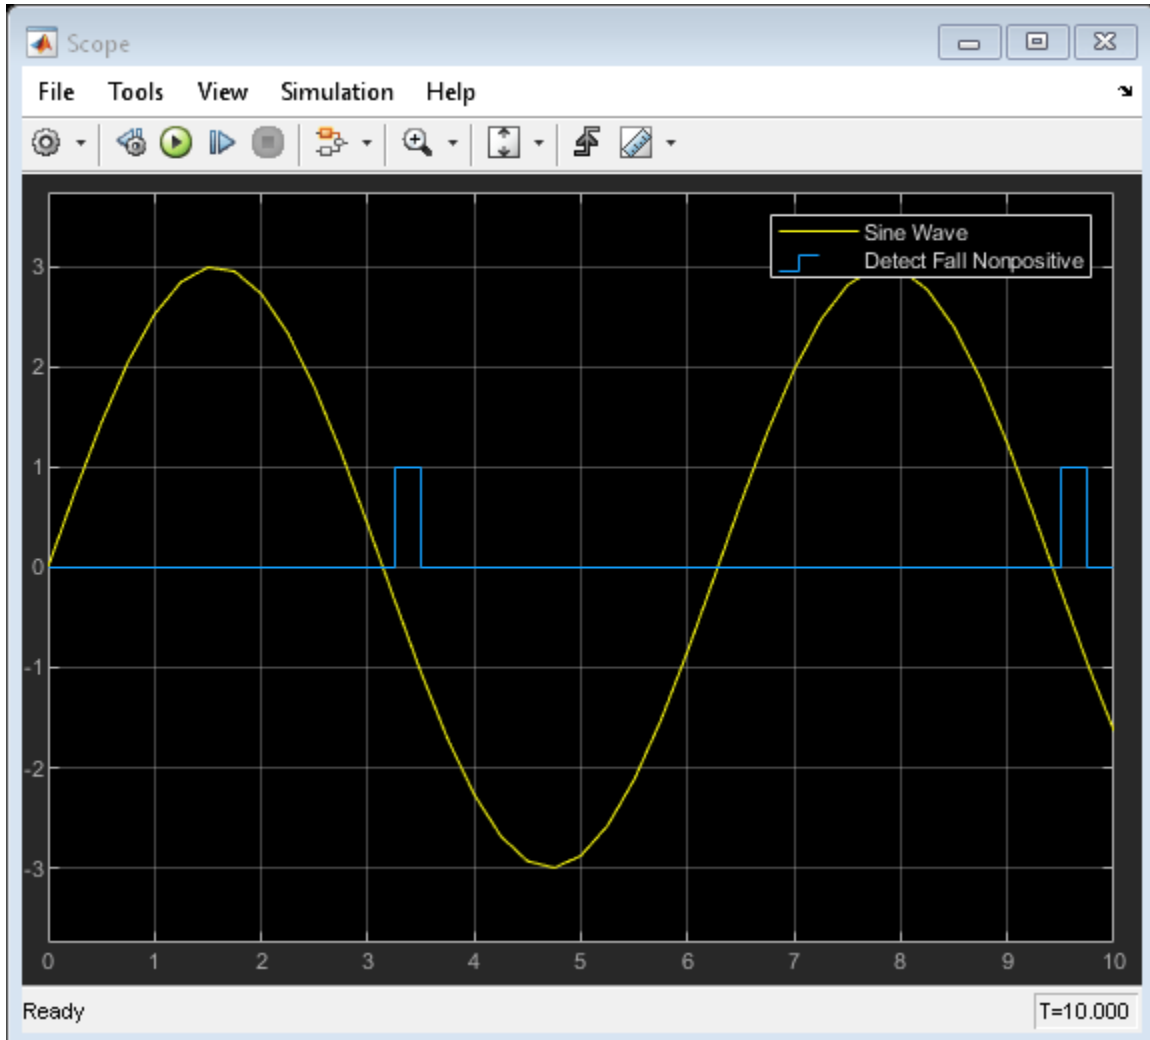 Scope
File Tools View Simulation Help
Sine Wave
Detect Fall Nonpositive
3
2
1
0
-1
-2
-3
0 1 2 3 4 5 6 7 8 9 10
Ready T=10.000